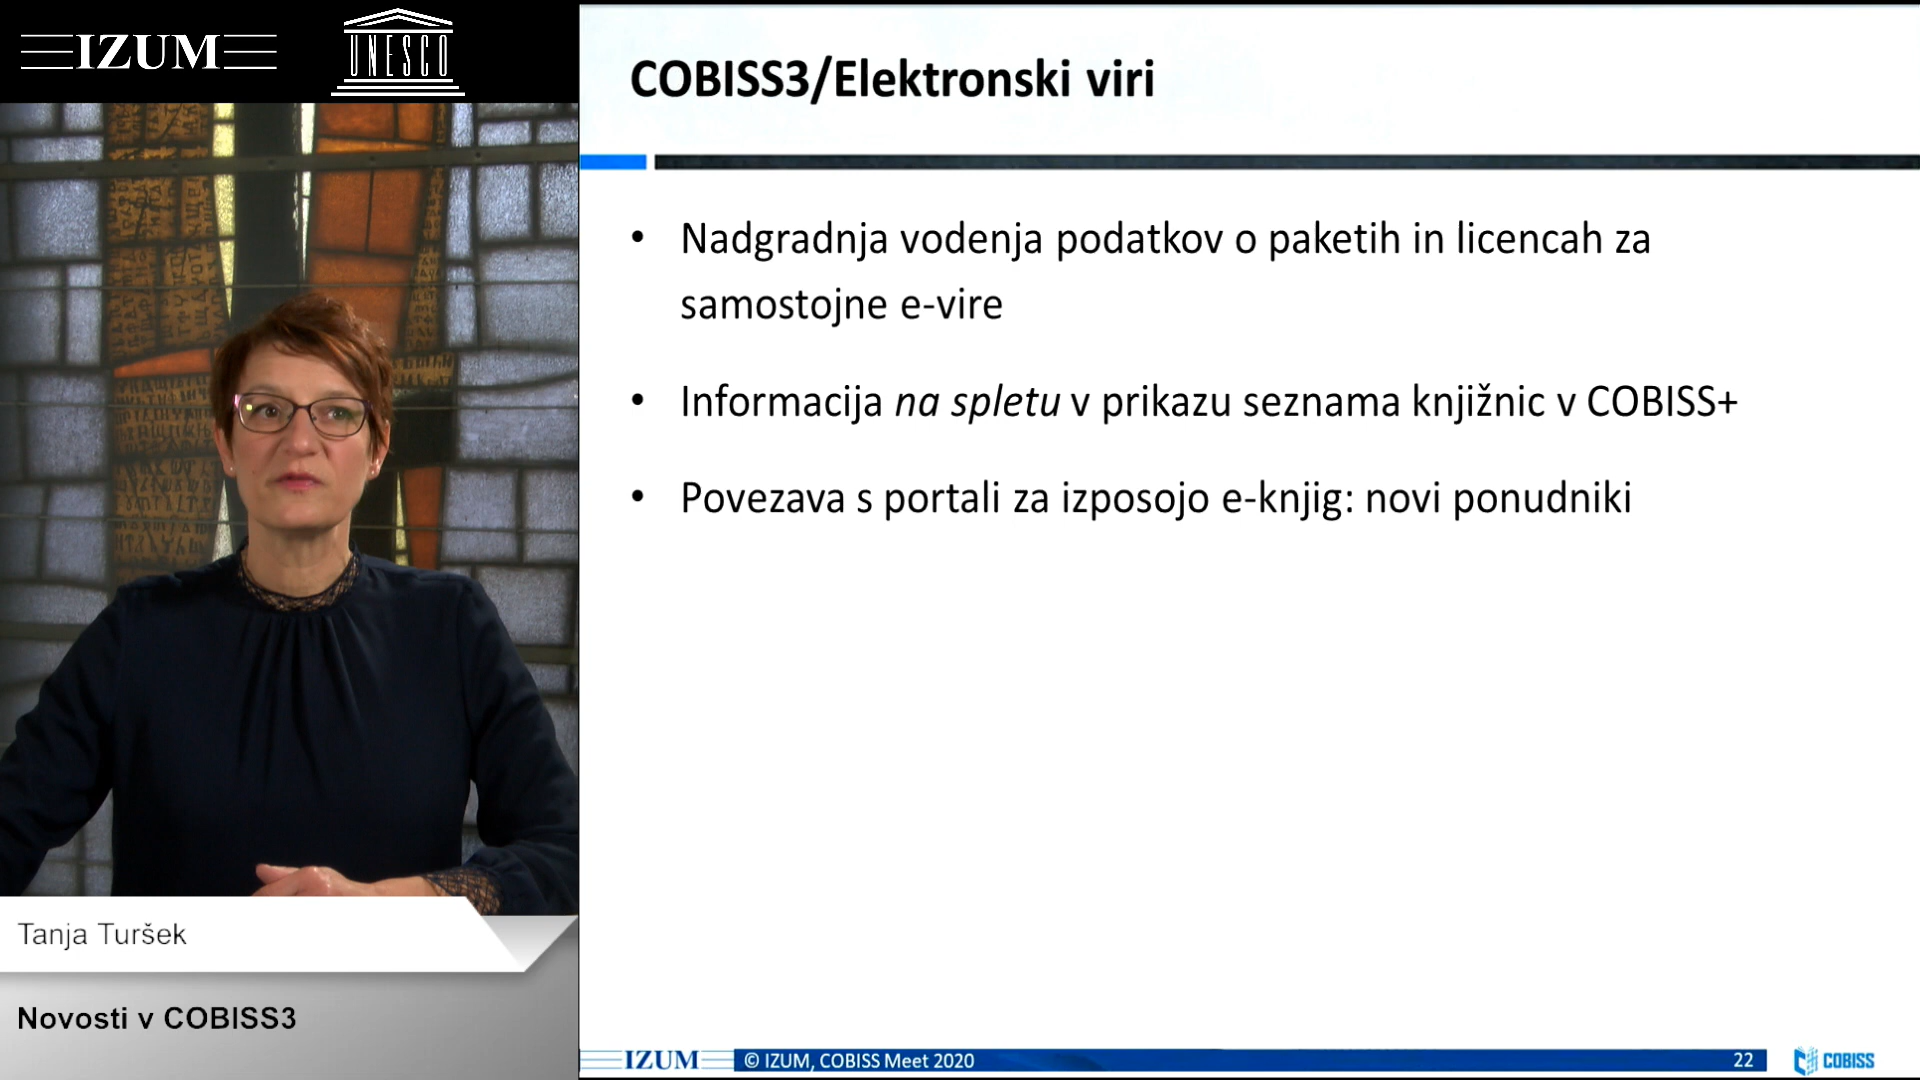 IZUM
UNESCO
COBISS3/Elektronski viri
• Nadgradnja vodenja podatkov o paketih in licencah za
samostojne e-vire
• Informacija na spletu v prikazu seznama knjižnic v COBISS+
• Povezava s portali za izposojo e-knjig: novi ponudniki
Tanja Turšek
Novosti v COBISS3
IZUM
© IZUM, COBISS Meet 2020
22
COBISS